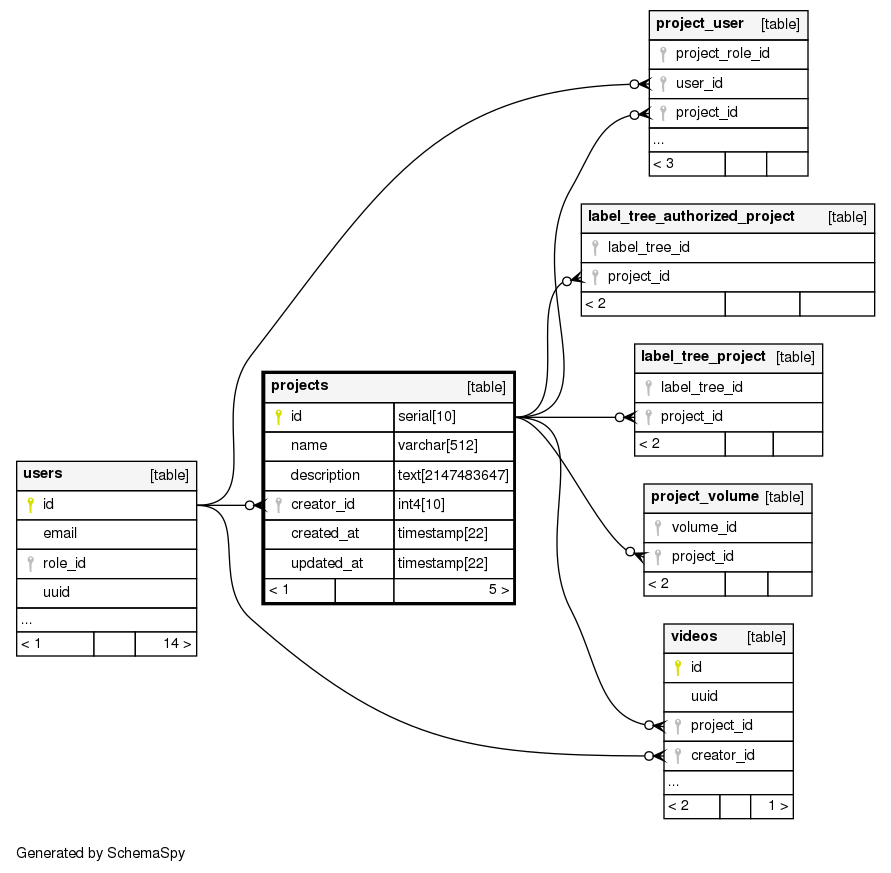 project_user [table]
project_role_id
user_id
project_id
...
< 3
label_tree_authorized_project [table]
label_tree_id
project_id
< 2
label_tree_project [table]
label_tree_id
project_id
< 2
projects [table]
id serial[10]
name varchar[512]
description text[2147483647]
creator_id int4[10]
created_at timestamp[22]
updated_at timestamp[22]
< 1 5 >
users [table]
id
email
role_id
uuid
...
< 1 14 >
project_volume [table]
volume_id
project_id
< 2
videos [table]
id
uuid
project_id
creator_id
...
< 2 1 >
Generated by SchemaSpy